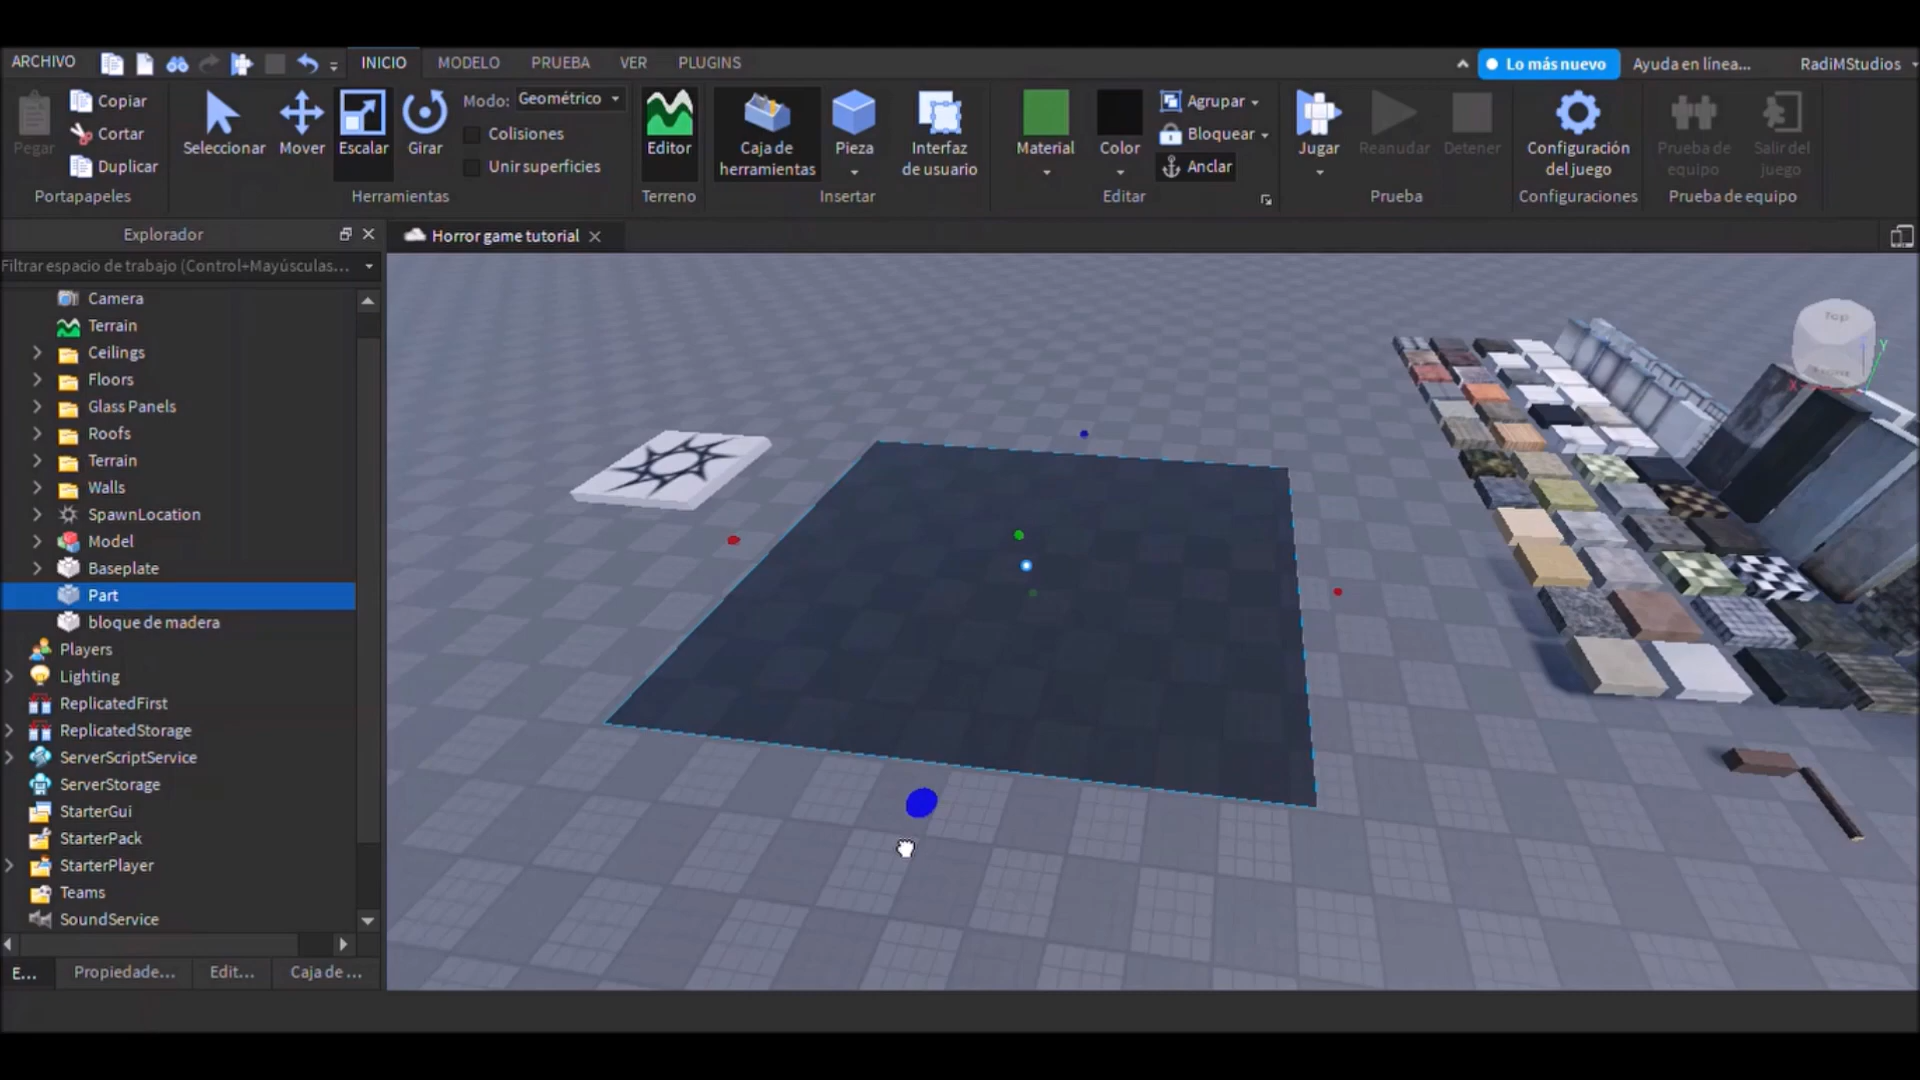 ARCHIVO
INICIO MODELO PRUEBA VER PLUGINS
Lo más nuevo Ayuda en línea... RadiMStudios
Pegar
Copiar
Cortar
Duplicar
Portapapeles
Seleccionar Mover Escalar Girar
Modo: Geométrico
Colisiones
Unir superficies
Herramientas
Editor
Terreno
Caja de
herramientas
Pieza
Interfaz
de usuario
Insertar
Material Color
Agrupar
Bloquear
Anclar
Editar
Jugar Reanudar Detener
Prueba
Configuración
del juego
Configuraciones
Prueba de
equipo
Salir del
juego
Prueba de equipo
Explorador
Horror game tutorial
Filtrar espacio de trabajo (Control+Mayúsculas...
Camera
Terrain
Ceilings
Floors
Glass Panels
Roofs
Terrain
Walls
SpawnLocation
Model
Baseplate
Part
bloque de madera
Players
Lighting
ReplicatedFirst
ReplicatedStorage
ServerScriptService
ServerStorage
StarterGui
StarterPack
StarterPlayer
Teams
SoundService
E... Propiedade... Edit... Caja de ...
Top
X
Y